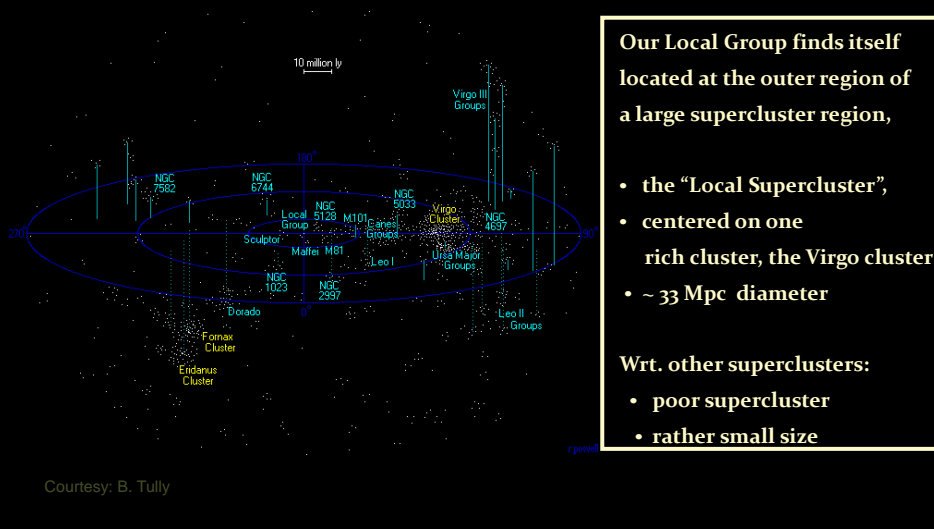 10 million ly
Virgo III
Groups
180°
NGC
7582
NGC
6744
NGC
5033
Local
Group
NGC
5128
M101
Canes
Groups
Virgo
Cluster
NGC
4697
270°
90°
Sculptor
Maffei
M81
Leo I
Ursa Major
Groups
NGC
1023
NGC
2997
Dorado
0°
Leo II
Groups
Fornax
Cluster
Eridanus
Cluster
Courtesy: B. Tully
Our Local Group finds itself
located at the outer region of
a large supercluster region,
• the “Local Supercluster”,
• centered on one
rich cluster, the Virgo cluster
• ~ 33 Mpc diameter
Wrt. other superclusters:
• poor supercluster
• rather small size